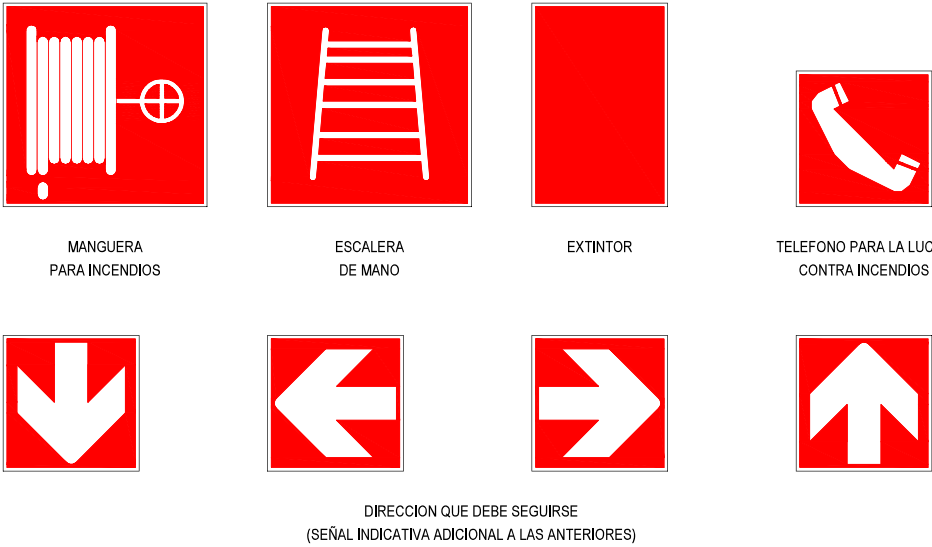 MANGUERA
PARA INCENDIOS
ESCALERA
DE MANO
EXTINTOR
TELEFONO PARA LA LUC
CONTRA INCENDIOS
DIRECCION QUE DEBE SEGUIRSE
(SEÑAL INDICATIVA ADICIONAL A LAS ANTERIORES)